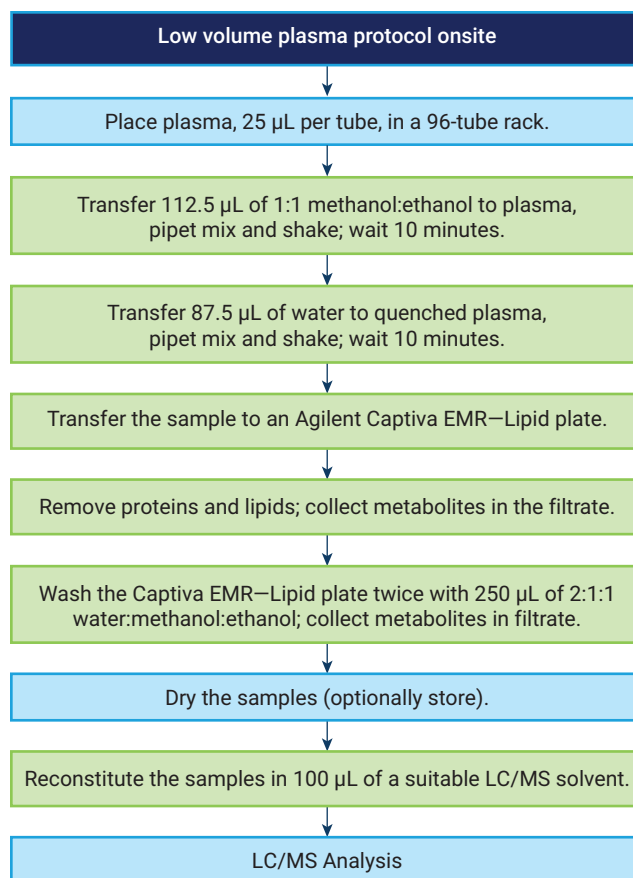 Low volume plasma protocol onsite
Place plasma, 25 µL per tube, in a 96-tube rack.
Transfer 112.5 µL of 1:1 methanol:ethanol to plasma,
pipet mix and shake; wait 10 minutes.
Transfer 87.5 µL of water to quenched plasma,
pipet mix and shake; wait 10 minutes.
Transfer the sample to an Agilent Captiva EMR—Lipid plate.
Remove proteins and lipids; collect metabolites in the filtrate.
Wash the Captiva EMR—Lipid plate twice with 250 µL of 2:1:1
water:methanol:ethanol; collect metabolites in filtrate.
Dry the samples (optionally store).
Reconstitute the samples in 100 µL of a suitable LC/MS solvent.
LC/MS Analysis